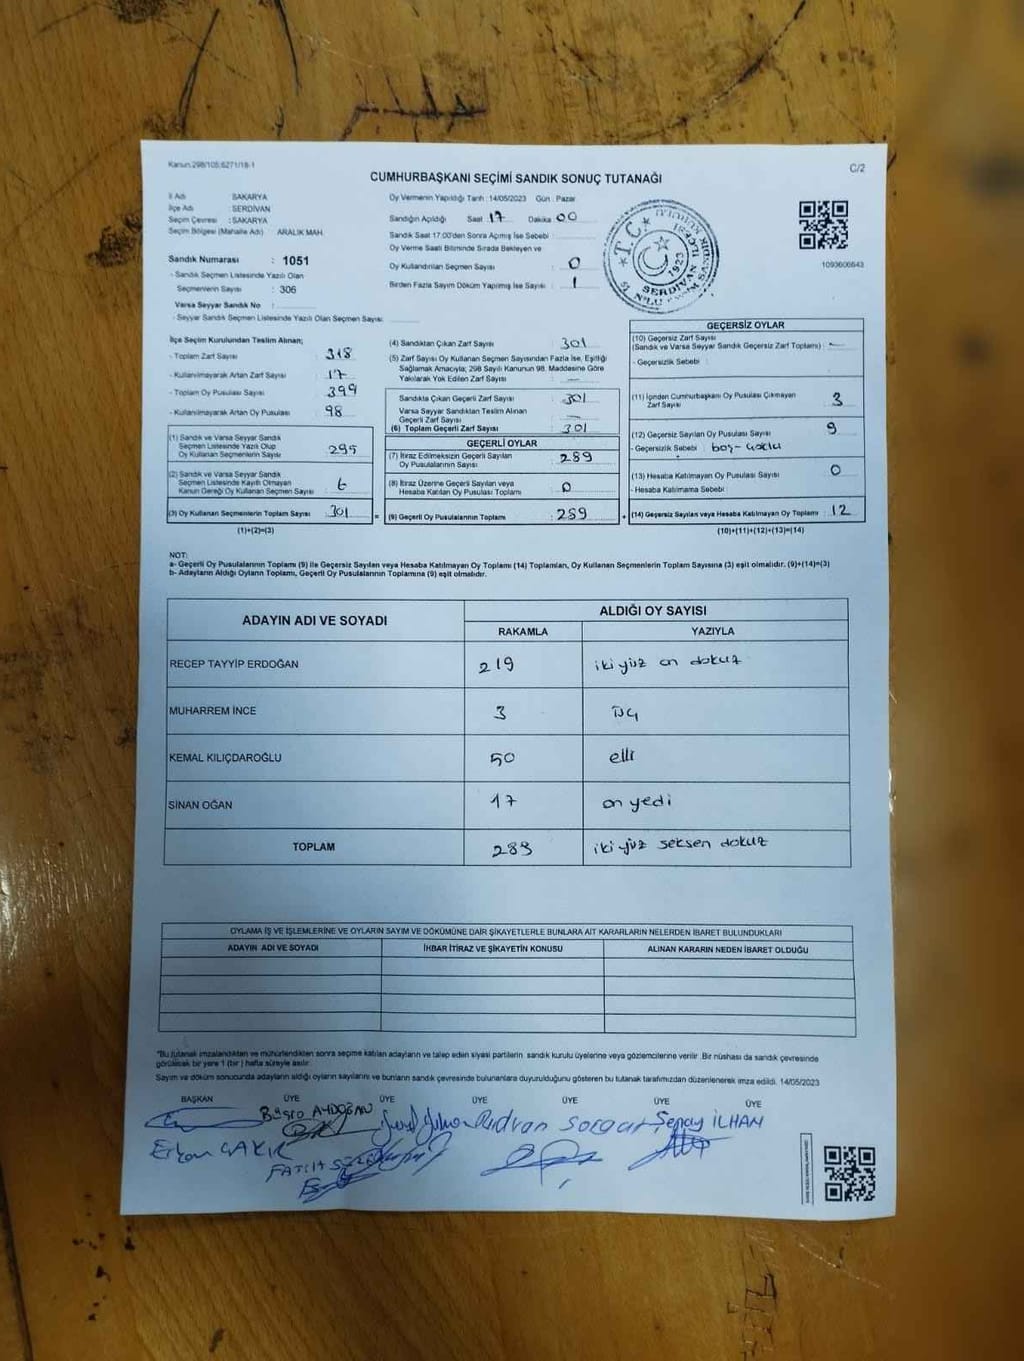 Kanun:298/105;6271/18-1
C/2
CUMHURBAŞKANI SEÇİMİ SANDIK SONUÇ TUTANAĞI
İl Adı : SAKARYA
İlçe Adı : SERDİVAN
Seçim Çevresi : SAKARYA
Seçim Bölgesi (Mahalle Adı) ARALIK MAH.
Sandık Numarası : 1051
- Sandık Seçmen Listesinde Yazılı Olan
Seçmenlerin Sayısı : 306
Varsa Seyyar Sandık No :
- Seyyar Sandık Seçmen Listesinde Yazılı Olan Seçmen Sayısı:
Oy Vermenin Yapıldığı Tarih : 14/05/2023 Gün : Pazar
Sandığın Açıldığı Saat 17 Dakika 00
Sandık Saat 17.00'den Sonra Açılmış İse Sebebi :
Oy Verme Saati Bitiminde Sırada Bekleyen ve
Oy Kullandırılan Seçmen Sayısı : 0
Birden Fazla Sayım Döküm Yapılmış İse Sayısı : 1
T.C. SERDİVAN 1923
1093606643
İlçe Seçim Kurulundan Teslim Alınan;
- Toplam Zarf Sayısı : 318
- Kullanılmayarak Artan Zarf Sayısı : 17
- Toplam Oy Pusulası Sayısı : 399
- Kullanılmayarak Artan Oy Pusulası : 98
(1) Sandık ve Varsa Seyyar Sandık
Seçmen Listesinde Yazılı Olup
Oy Kullanan Seçmenlerin Sayısı : 295
(2) Sandık ve Varsa Seyyar Sandık
Seçmen Listesinde Kayıtlı Olmayan
Kanun Gereği Oy Kullanan Seçmen Sayısı : 6
(3) Oy Kullanan Seçmenlerin Toplam Sayısı : 301
(1)+(2)=(3)
(4) Sandıktan Çıkan Zarf Sayısı : 301
(5) Zarf Sayısı Oy Kullanan Seçmen Sayısından Fazla İse, Eşitliği
Sağlamak Amacıyla; 298 Sayılı Kanunun 98. Maddesine Göre
Yakılarak Yok Edilen Zarf Sayısı : —
Sandıkta Çıkan Geçerli Zarf Sayısı : 301
Varsa Seyyar Sandıktan Teslim Alınan
Geçerli Zarf Sayısı : —
(6) Toplam Geçerli Zarf Sayısı : 301
GEÇERLİ OYLAR
(7) İtiraz Edilmeksizin Geçerli Sayılan
Oy Pusulalarının Sayısı : 289
(8) İtiraz Üzerine Geçerli Sayılan veya
Hesaba Katılan Oy Pusulası Toplamı : 0
= (9) Geçerli Oy Pusulalarının Toplamı : 289 +
GEÇERSİZ OYLAR
(10) Geçersiz Zarf Sayısı
(Sandık ve Varsa Seyyar Sandık Geçersiz Zarf Toplamı) : —
- Geçersizlik Sebebi :
(11) İçinden Cumhurbaşkanı Oy Pusulası Çıkmayan
Zarf Sayısı : 3
(12) Geçersiz Sayılan Oy Pusulası Sayısı : 9
- Geçersizlik Sebebi : boş-çoklu
(13) Hesaba Katılmayan Oy Pusulası Sayısı : 0
- Hesaba Katılmama Sebebi :
(14) Geçersiz Sayılan veya Hesaba Katılmayan Oy Toplamı : 12
(10)+(11)+(12)+(13)=(14)
NOT:
a- Geçerli Oy Pusulalarının Toplamı (9) ile Geçersiz Sayılan veya Hesaba Katılmayan Oy Toplamı (14) Toplamları, Oy Kullanan Seçmenlerin Toplam Sayısına (3) eşit olmalıdır. (9)+(14)=(3)
b- Adayların Aldığı Oyların Toplamı, Geçerli Oy Pusulalarının Toplamına (9) eşit olmalıdır.
ADAYIN ADI VE SOYADI
ALDIĞI OY SAYISI
RAKAMLA YAZIYLA
RECEP TAYYİP ERDOĞAN 219 iki yüz on dokuz
MUHARREM İNCE 3 üç
KEMAL KILIÇDAROĞLU 50 elli
SİNAN OĞAN 17 on yedi
TOPLAM 289 iki yüz seksen dokuz
OYLAMA İŞ VE İŞLEMLERİNE VE OYLARIN SAYIM VE DÖKÜMÜNE DAİR ŞİKAYETLERLE BUNLARA AİT KARARLARIN NELERDEN İBARET BULUNDUKLARI
ADAYIN ADI VE SOYADI İHBAR İTİRAZ VE ŞİKAYETİN KONUSU ALINAN KARARIN NEDEN İBARET OLDUĞU
"Bu tutanak imzalandıktan ve mühürlendikten sonra seçime katılan adayların ve talep eden siyasi partilerin sandık kurulu üyelerine veya gözlemcilerine verilir. Bir nüshası da sandık çevresinde
görülecek bir yere 1 (bir) hafta süreyle asılır.
Sayım ve döküm sonucunda adayların aldığı oyların sayılarını ve bunların sandık çevresinde bulunanlara duyurulduğunu gösteren bu tutanak tarafımızdan düzenlenerek imza edildi. 14/05/2023
BAŞKAN ÜYE ÜYE ÜYE ÜYE ÜYE ÜYE
Büşra AYDOĞAN
Rıdvan
Şenay İLHAN
Erkan ÇAKIR
FATİH